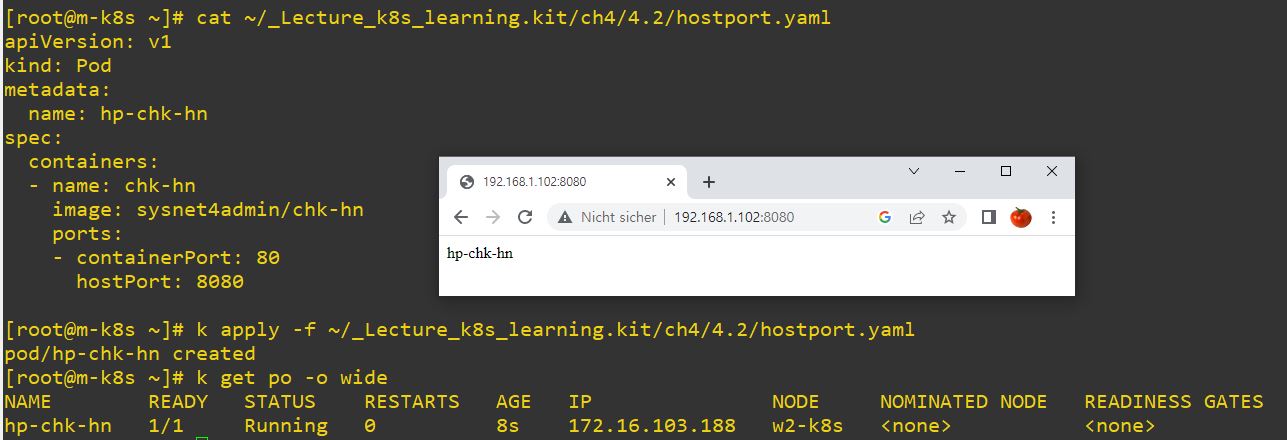 [root@m-k8s ~]# cat ~/_Lecture_k8s_learning.kit/ch4/4.2/hostport.yaml
apiVersion: v1
kind: Pod
metadata:
  name: hp-chk-hn
spec:
  containers:
  - name: chk-hn
    image: sysnet4admin/chk-hn
    ports:
    - containerPort: 80
      hostPort: 8080
192.168.1.102:8080
Nicht sicher | 192.168.1.102:8080
hp-chk-hn
[root@m-k8s ~]# k apply -f ~/_Lecture_k8s_learning.kit/ch4/4.2/hostport.yaml
pod/hp-chk-hn created
[root@m-k8s ~]# k get po -o wide
NAME        READY   STATUS    RESTARTS   AGE   IP               NODE     NOMINATED NODE   READINESS GATES
hp-chk-hn   1/1     Running   0          8s    172.16.103.188   w2-k8s   <none>           <none>